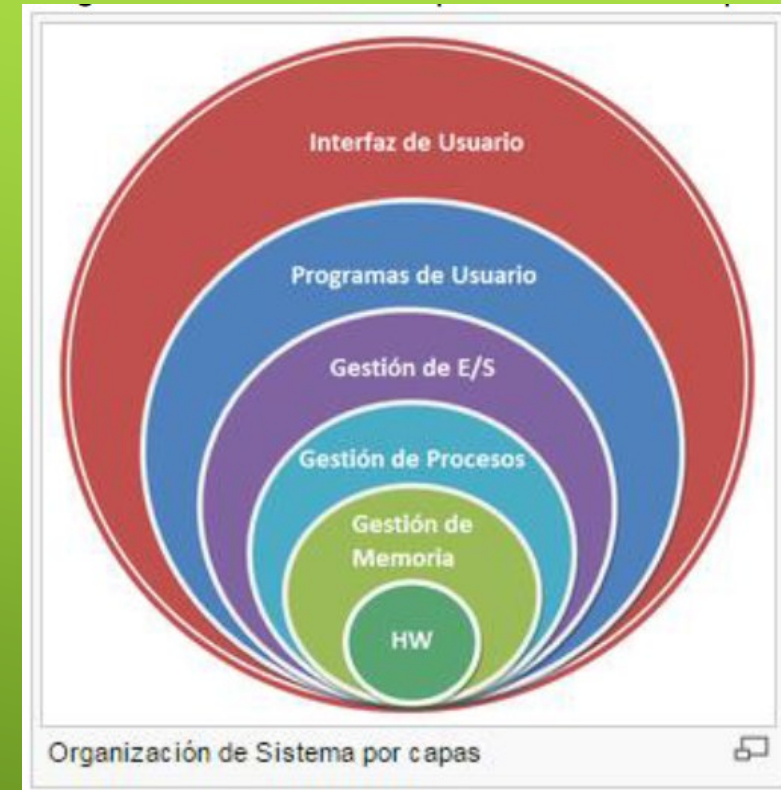 Interfaz de Usuario
Programas de Usuario
Gestión de E/S
Gestión de Procesos
Gestión de
Memoria
HW
Organización de Sistema por capas